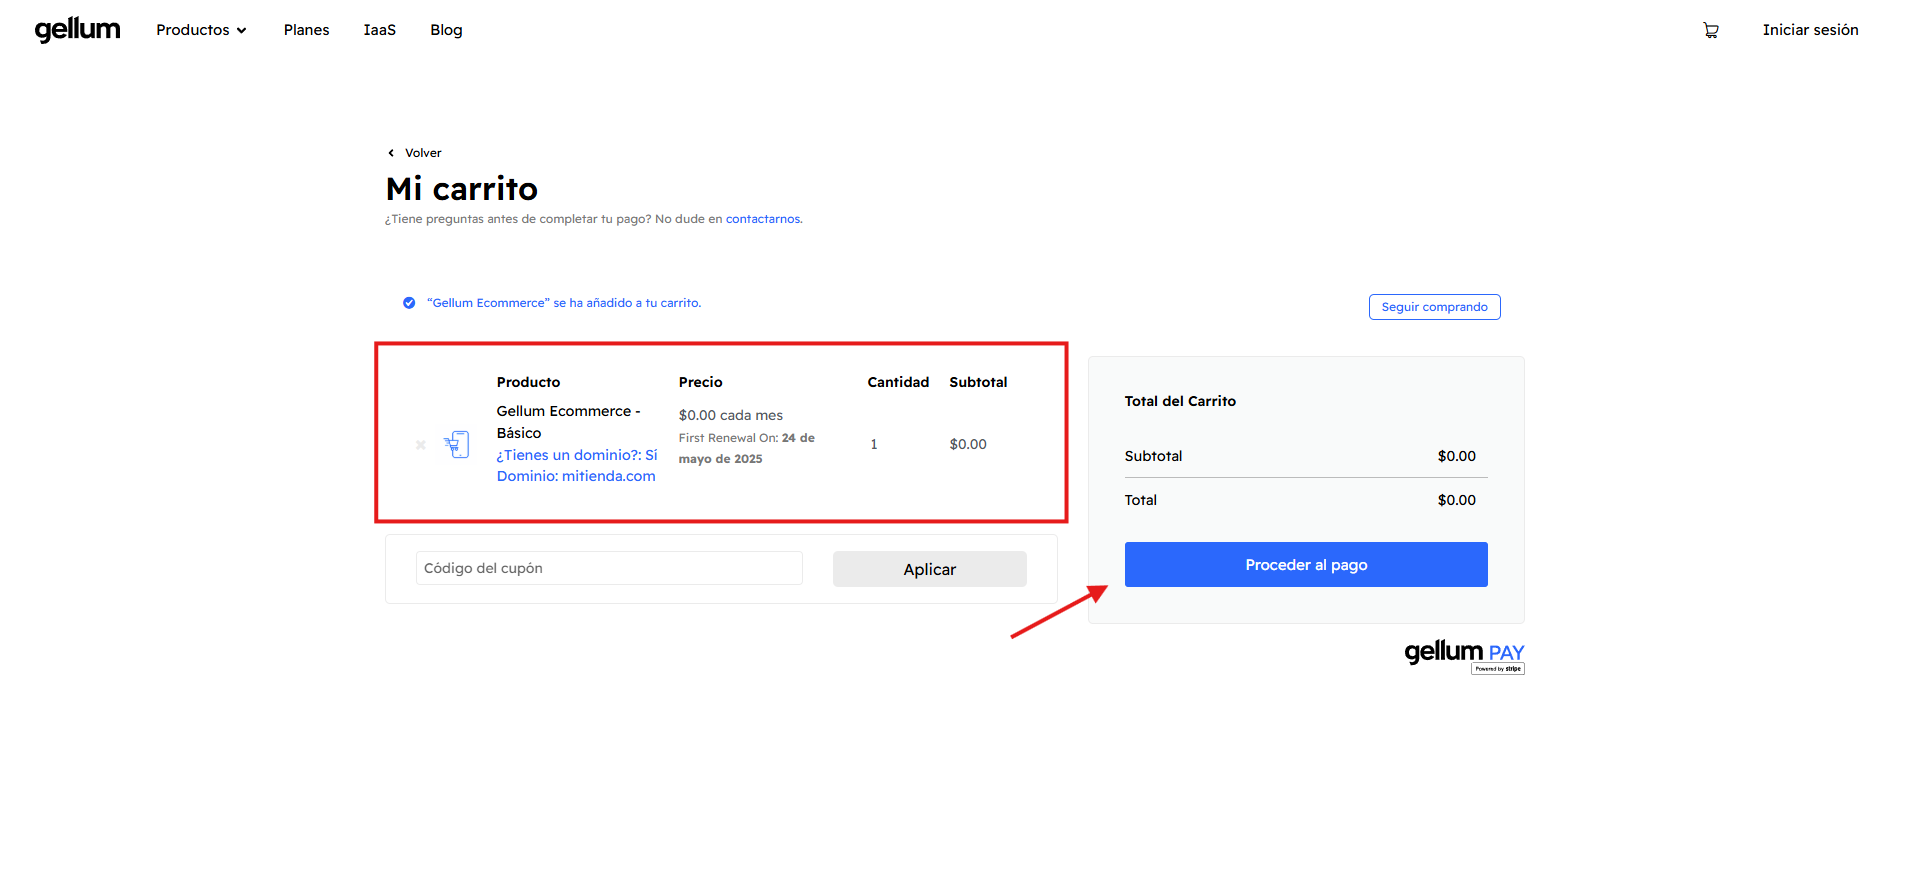 gellum
Productos
Planes
IaaS
Blog
Iniciar sesión
Volver
Mi carrito
¿Tiene preguntas antes de completar tu pago? No dude en contactarnos.
“Gellum Ecommerce” se ha añadido a tu carrito.
Seguir comprando
Producto Precio Cantidad Subtotal
Gellum Ecommerce -
Básico
¿Tienes un dominio?: Sí
Dominio: mitienda.com
$0.00 cada mes
First Renewal On: 24 de
mayo de 2025
1
$0.00
Código del cupón
Aplicar
Total del Carrito
Subtotal $0.00
Total $0.00
Proceder al pago
gellum PAY
Powered by stripe